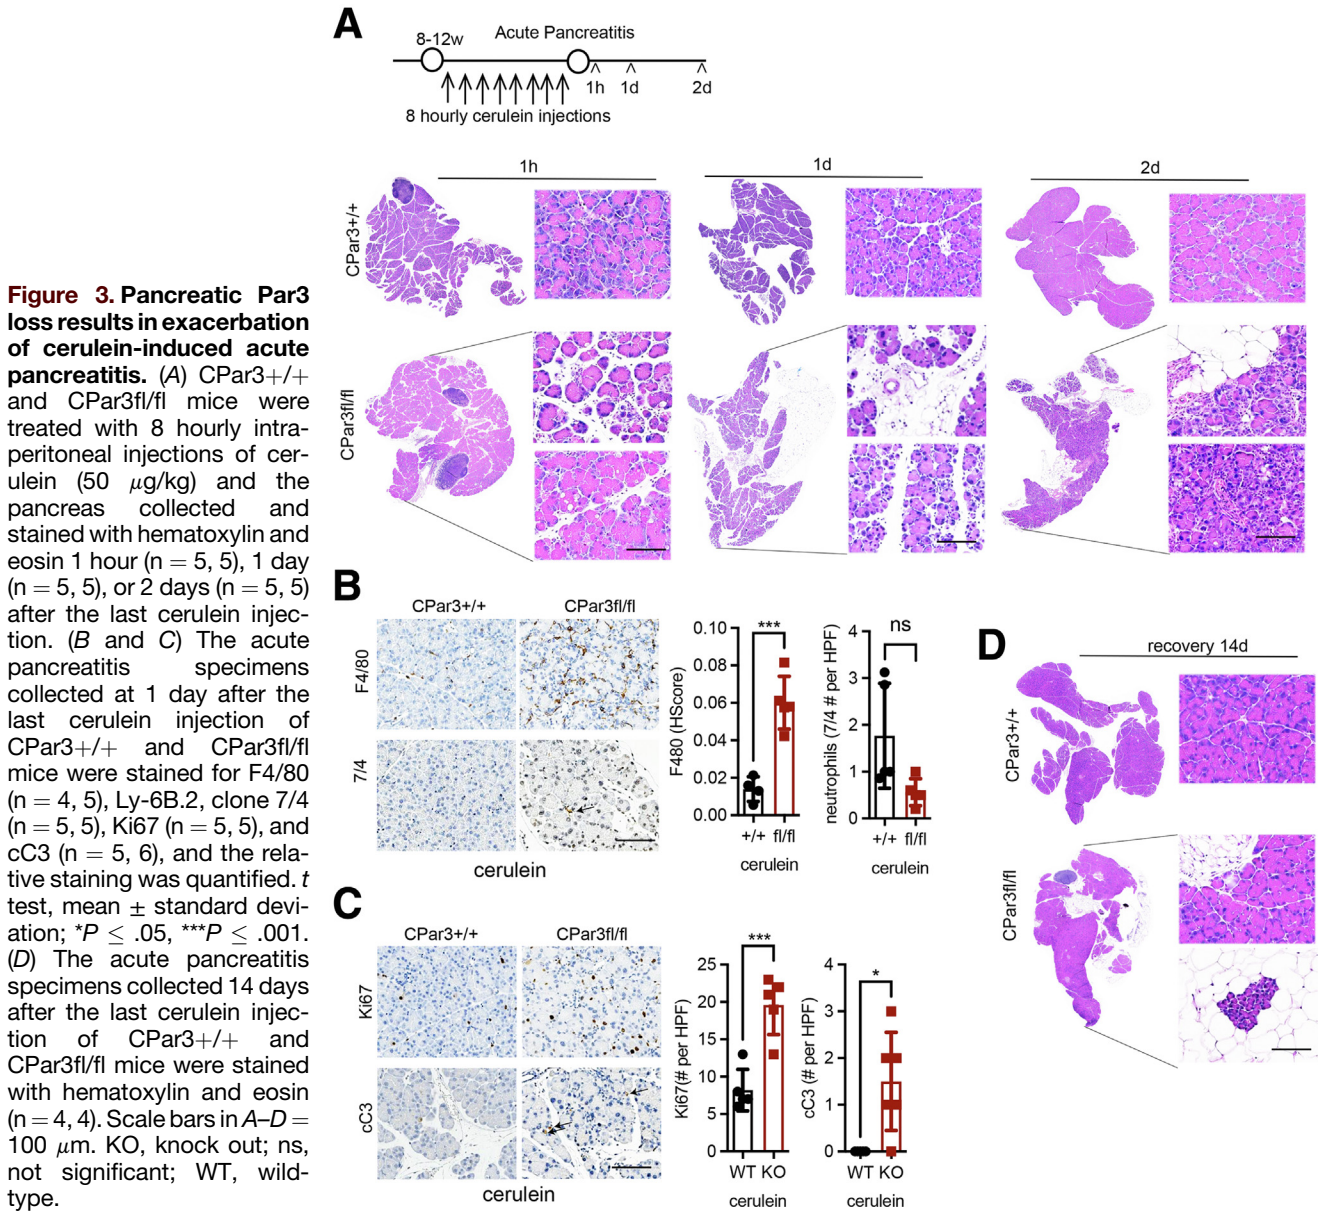 Figure 3. Pancreatic Par3
loss results in exacerbation
of cerulein-induced acute
pancreatitis. (A) CPar3+/+
and CPar3fl/fl mice were
treated with 8 hourly intra-
peritoneal injections of cer-
ulein (50 μg/kg) and the
pancreas collected and
stained with hematoxylin and
eosin 1 hour (n = 5, 5), 1 day
(n = 5, 5), or 2 days (n = 5, 5)
after the last cerulein injec-
tion. (B and C) The acute
pancreatitis specimens
collected at 1 day after the
last cerulein injection of
CPar3+/+ and CPar3fl/fl
mice were stained for F4/80
(n = 4, 5), Ly-6B.2, clone 7/4
(n = 5, 5), Ki67 (n = 5, 5), and
cC3 (n = 5, 6), and the rela-
tive staining was quantified. t
test, mean ± standard devi-
ation; *P ≤ .05, ***P ≤ .001.
(D) The acute pancreatitis
specimens collected 14 days
after the last cerulein injec-
tion of CPar3+/+ and
CPar3fl/fl mice were stained
with hematoxylin and eosin
(n = 4, 4). Scale bars in A–D =
100 μm. KO, knock out; ns,
not significant; WT, wild-
type.
A
8-12w Acute Pancreatitis
1h 1d 2d
8 hourly cerulein injections
1h 1d 2d
CPar3+/+
CPar3fl/fl
B
CPar3+/+ CPar3fl/fl
F4/80
7/4
cerulein
F480 (HScore)
0.10
0.08
0.06
0.04
0.02
0.00
***
+/+ fl/fl
cerulein
neutrophils (7/4 # per HPF)
4
3
2
1
0
ns
+/+ fl/fl
cerulein
C
CPar3+/+ CPar3fl/fl
Ki67
cC3
cerulein
Ki67(# per HPF)
25
20
15
10
5
0
***
WT KO
cerulein
cC3 (# per HPF)
4
3
2
1
0
*
WT KO
cerulein
D
recovery 14d
CPar3+/+
CPar3fl/fl